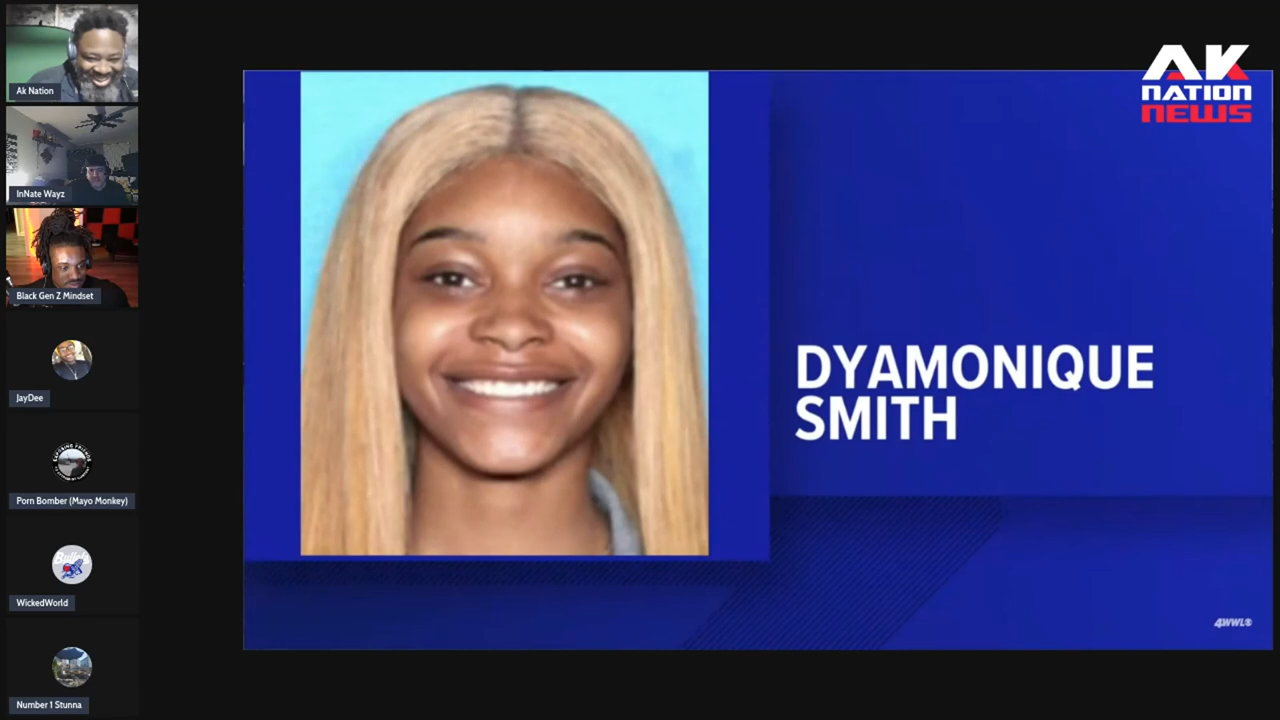 Ak Nation
InNate Wayz
Black Gen Z Mindset
JayDee
Porn Bomber (Mayo Monkey)
WickedWorld
Number 1 Stunna
AK
NATION
NEWS
DYAMONIQUE
SMITH
4WWL